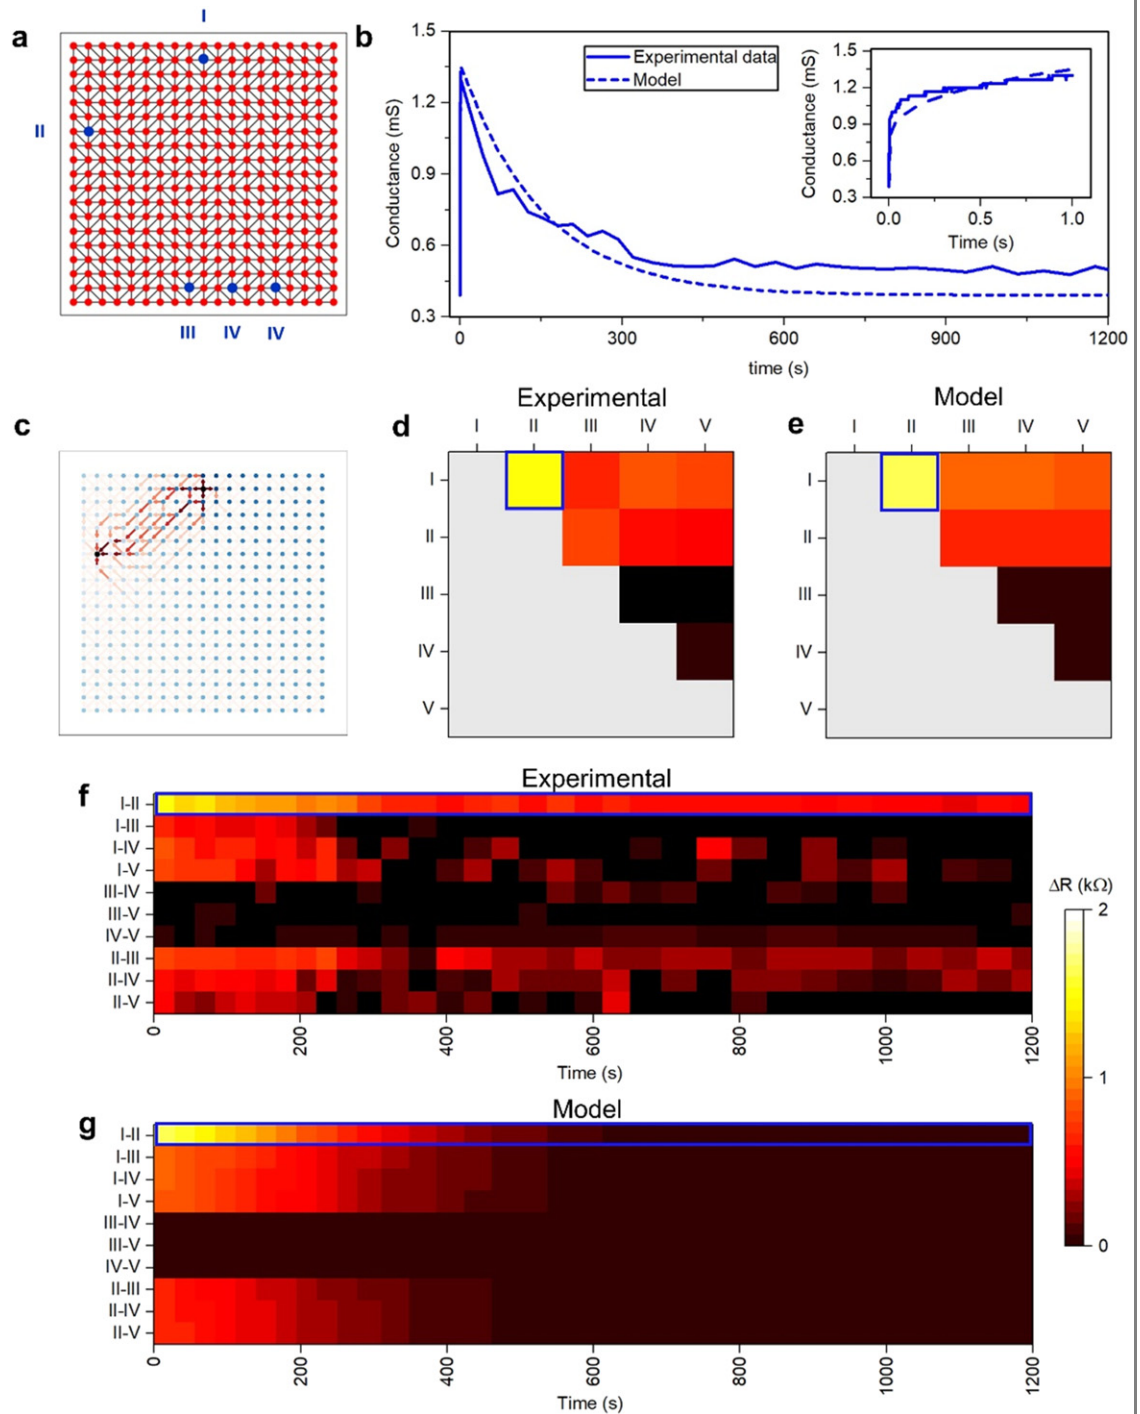 a
I
II
III IV IV
b
1.5
1.2
0.9
0.6
0.3
Conductance (mS)
0 300 600 900 1200
time (s)
Experimental data
Model
1.5
1.2
0.9
0.6
0.3
Conductance (mS)
0.0 0.5 1.0
Time (s)
c
Experimental
d
I II III IV V
I
II
III
IV
V
Model
e
I II III IV V
I
II
III
IV
V
Experimental
f
I-II
I-III
I-IV
I-V
III-IV
III-V
IV-V
II-III
II-IV
II-V
0 200 400 600 800 1000 1200
Time (s)
ΔR (kΩ)
2
1
0
Model
g
I-II
I-III
I-IV
I-V
III-IV
III-V
IV-V
II-III
II-IV
II-V
0 200 400 600 800 1000 1200
Time (s)